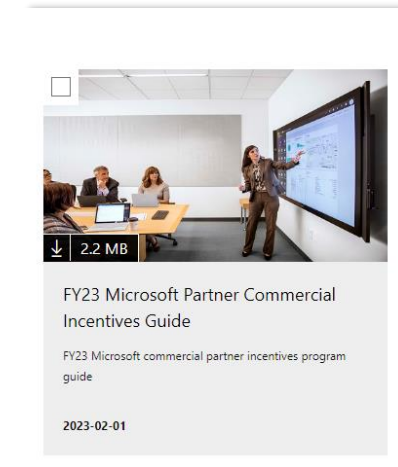 2.2 MB
FY23 Microsoft Partner Commercial
Incentives Guide
FY23 Microsoft commercial partner incentives program
guide
2023-02-01